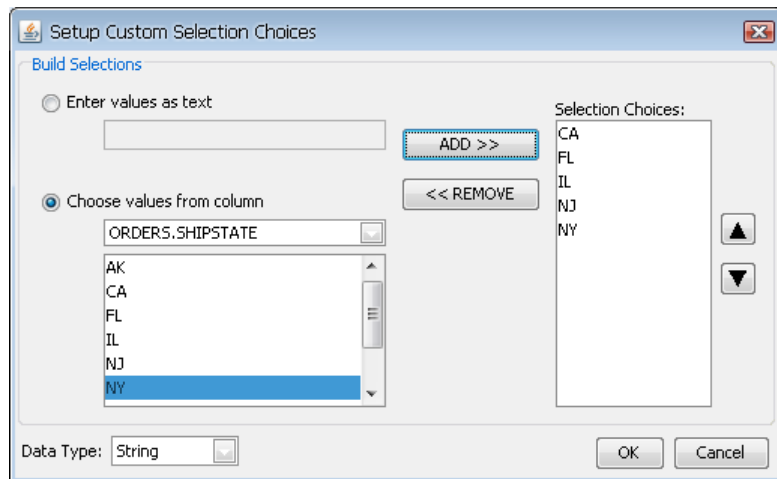 Setup Custom Selection Choices
Build Selections
Enter values as text
ADD >>
<< REMOVE
Choose values from column
ORDERS.SHIPSTATE
AK
CA
FL
IL
NJ
NY
Selection Choices:
CA
FL
IL
NJ
NY
Data Type: String
OK
Cancel